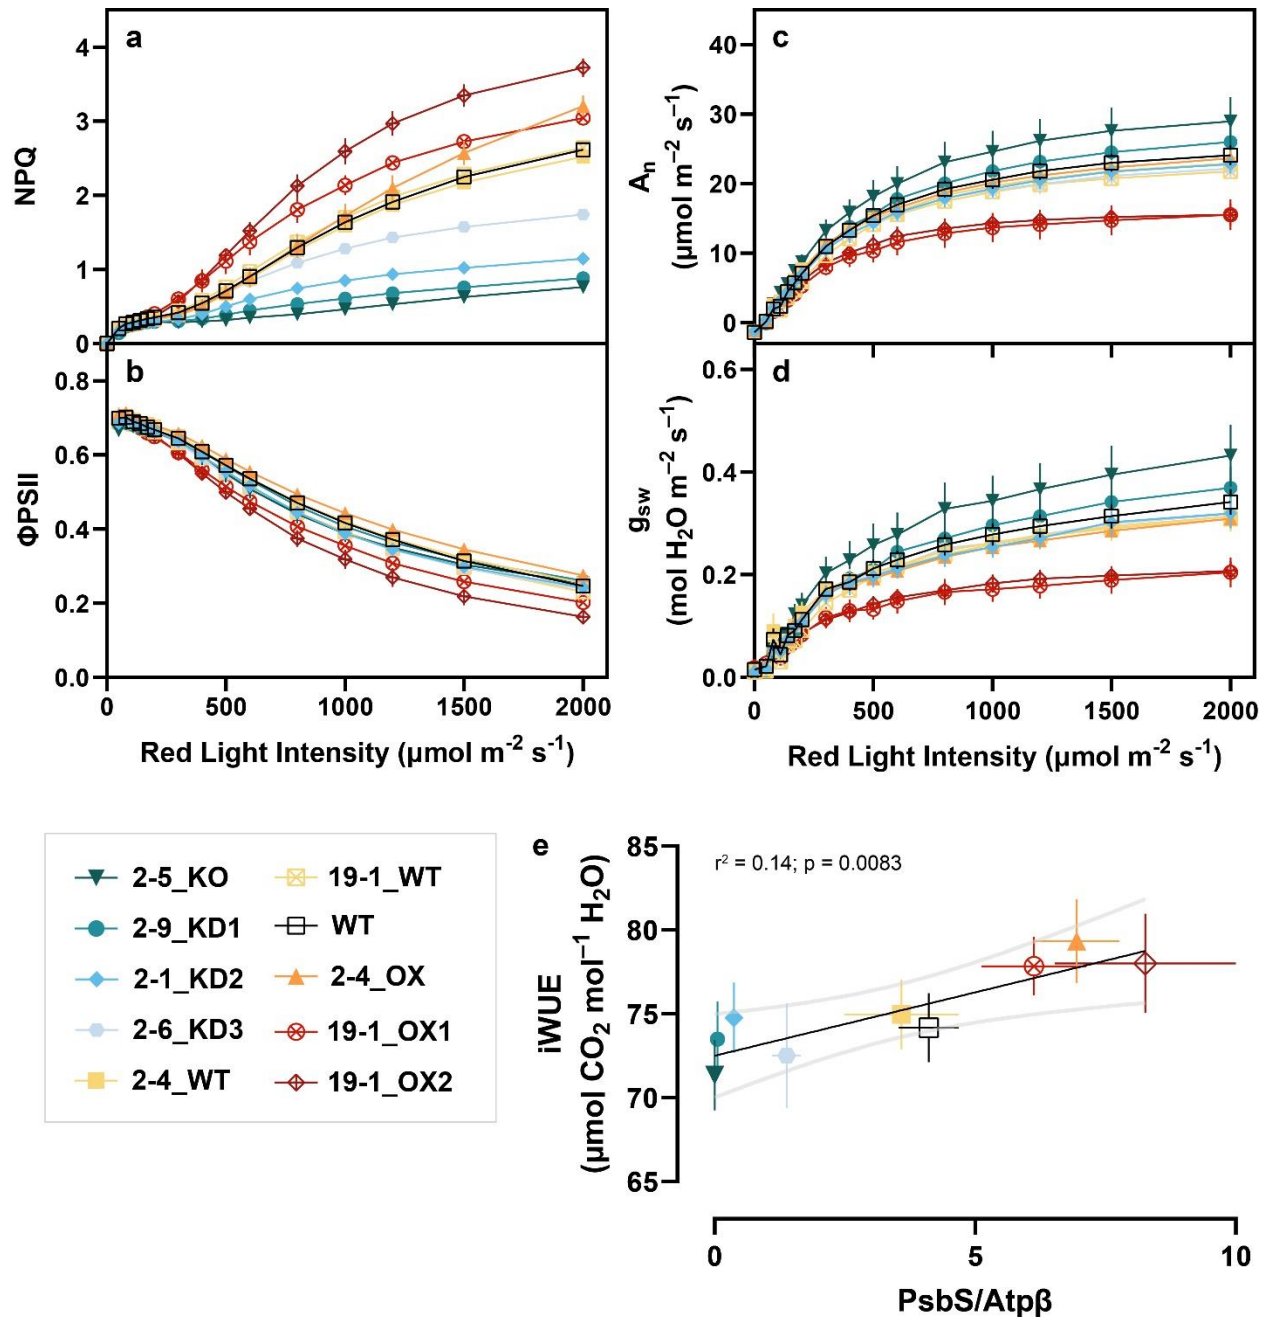 a
4
3
2
1
0
NPQ
b
0.8
0.6
0.4
0.2
0.0
ΦPSII
0 500 1000 1500 2000
Red Light Intensity (µmol m⁻² s⁻¹)
c
40
30
20
10
0
Aₙ
(µmol m⁻² s⁻¹)
d
0.6
0.4
0.2
0.0
g_sw
(mol H₂O m⁻² s⁻¹)
0 500 1000 1500 2000
Red Light Intensity (µmol m⁻² s⁻¹)
2-5_KO
2-9_KD1
2-1_KD2
2-6_KD3
2-4_WT
19-1_WT
WT
2-4_OX
19-1_OX1
19-1_OX2
e
r² = 0.14; p = 0.0083
85
80
75
70
65
iWUE
(µmol CO₂ mol⁻¹ H₂O)
0 5 10
PsbS/Atpβ